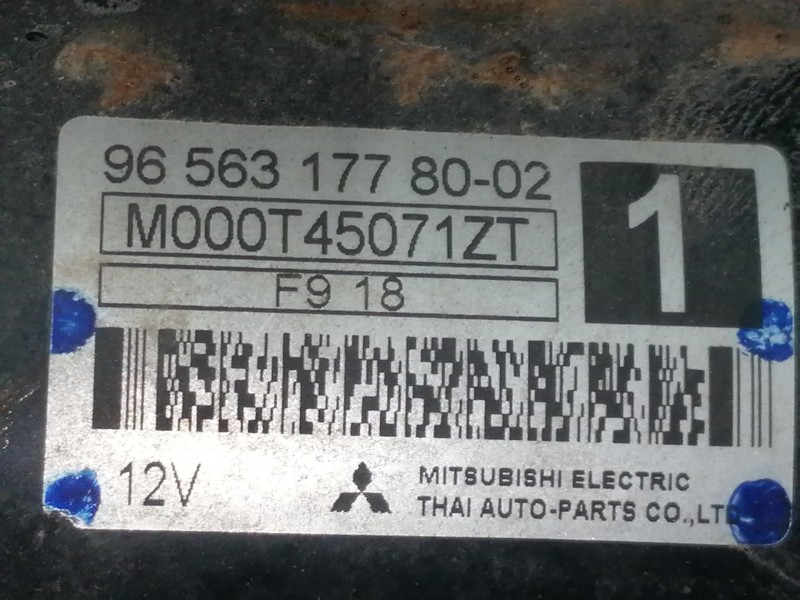 96 563 177 80-02
M000T45071ZT
1
F9 18
12V
MITSUBISHI ELECTRIC
THAI AUTO-PARTS CO.,LTD